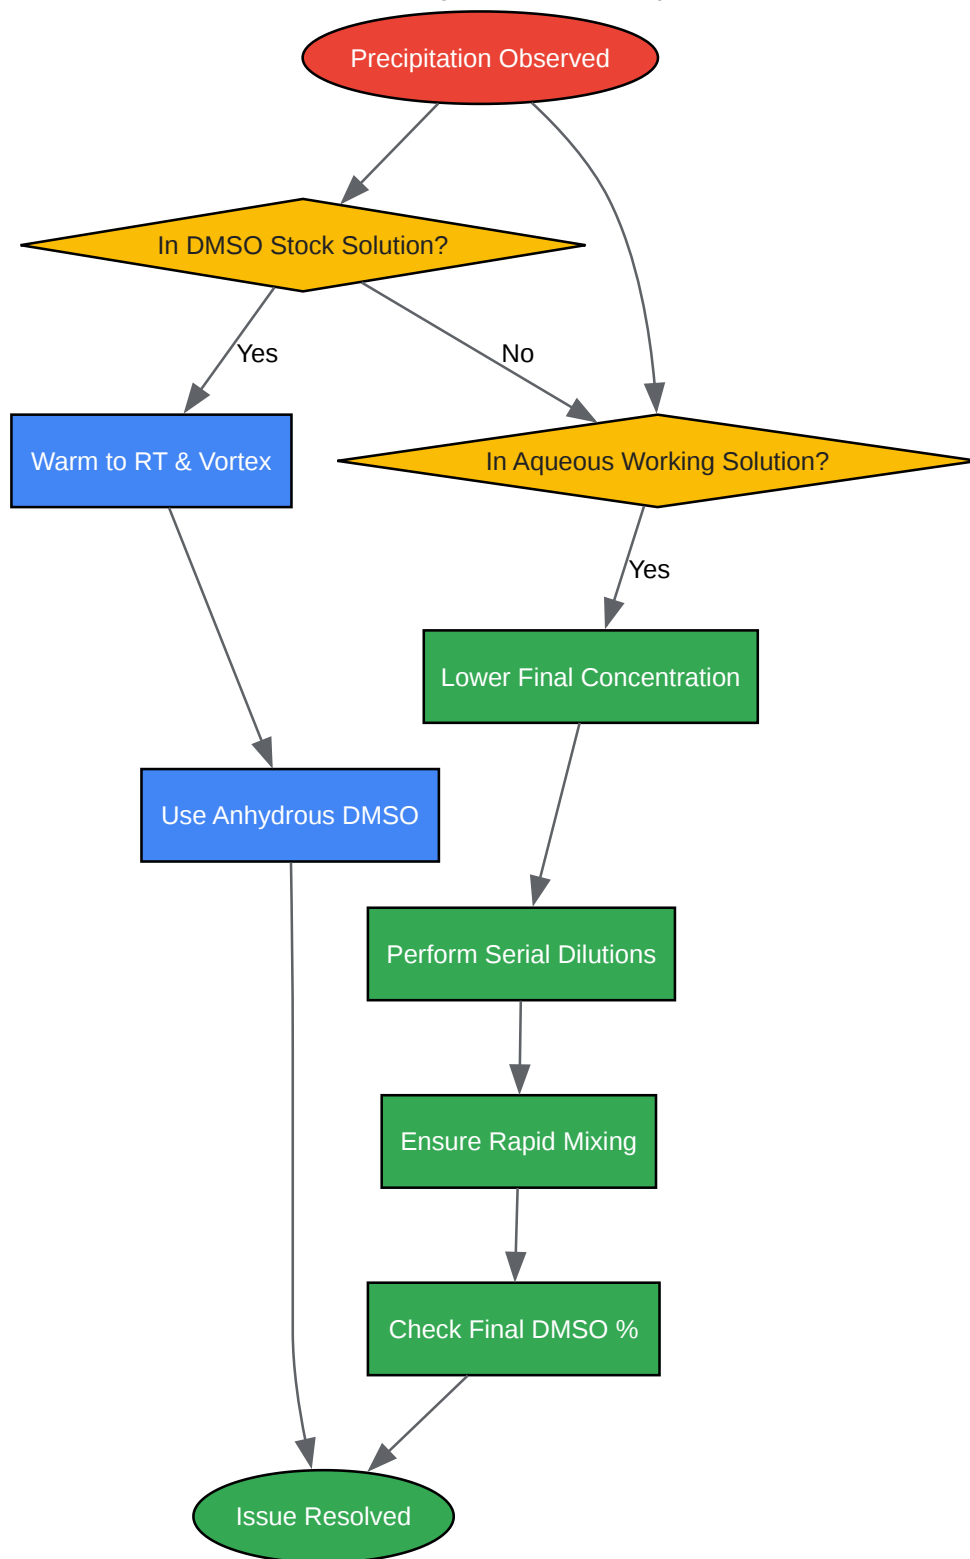 Precipitation Observed
In DMSO Stock Solution?
Yes
No
Warm to RT & Vortex
In Aqueous Working Solution?
Yes
Lower Final Concentration
Use Anhydrous DMSO
Perform Serial Dilutions
Ensure Rapid Mixing
Check Final DMSO %
Issue Resolved